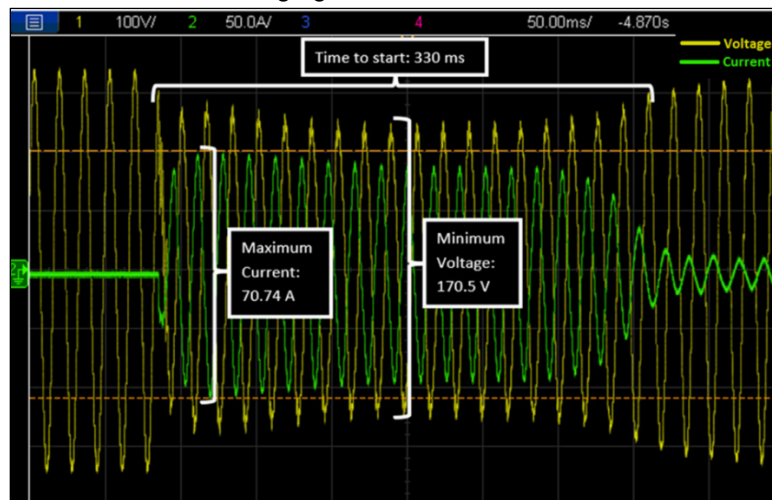 1 100V/ 2 50.0A/ 3 4 50.00ms/ -4.870s
Voltage
Current
Time to start: 330 ms
Maximum
Current:
70.74 A
Minimum
Voltage:
170.5 V